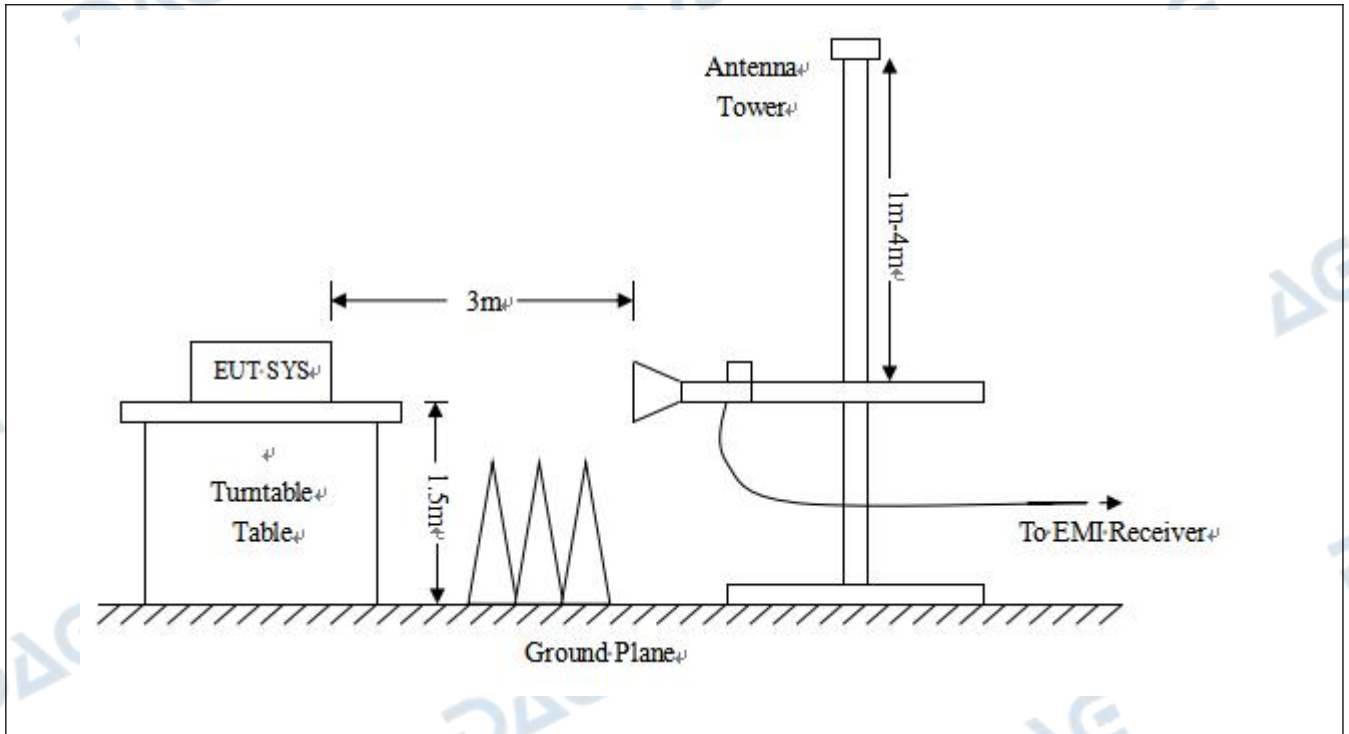 Antenna↵
Tower↵
1m-4m↵
3m↵
EUT·SYS↵
↵
Turntable↵
Table↵
1.5m↵
To·EMI·Receiver↵
Ground·Plane↵